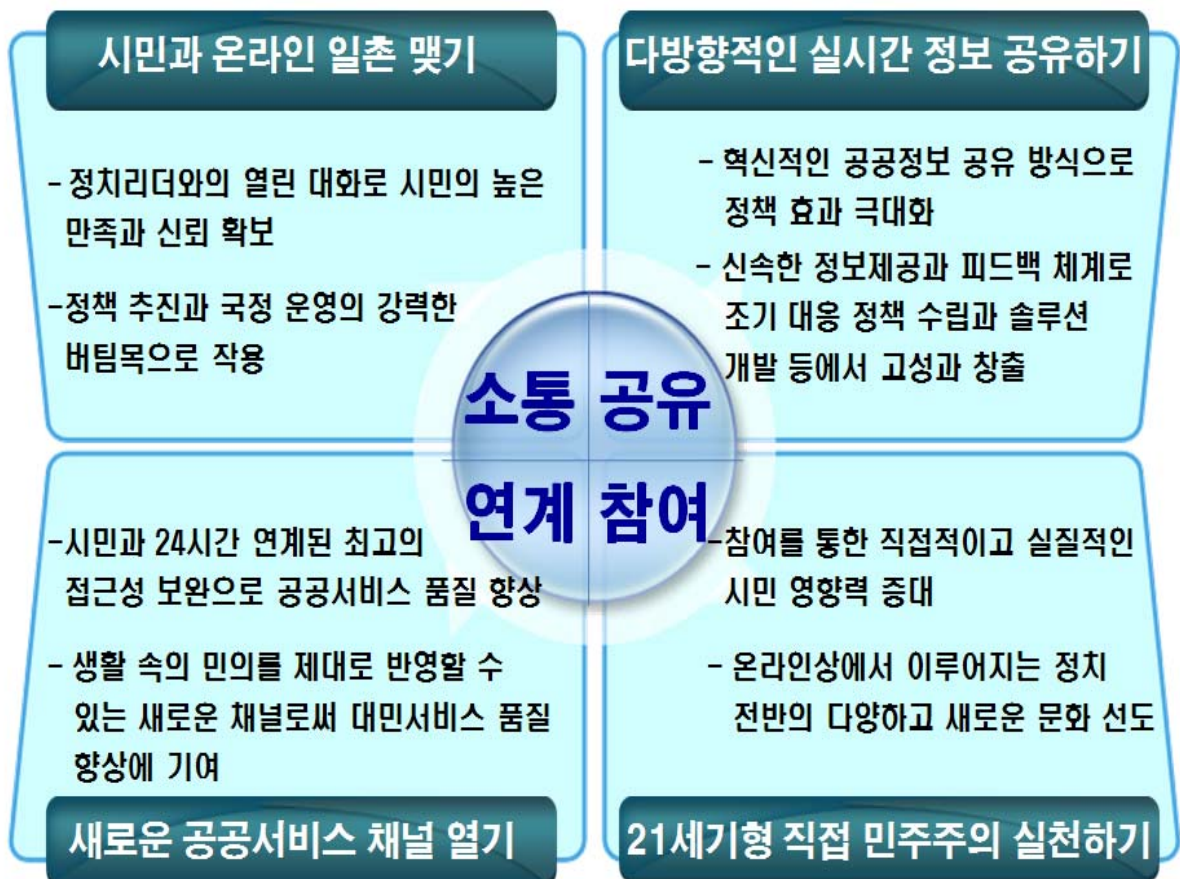 시민과 온라인 일촌 맺기
- 정치리더와의 열린 대화로 시민의 높은
만족과 신뢰 확보
-정책 추진과 국정 운영의 강력한
버팀목으로 작용
다방향적인 실시간 정보 공유하기
- 혁신적인 공공정보 공유 방식으로
정책 효과 극대화
- 신속한 정보제공과 피드백 체계로
조기 대응 정책 수립과 솔루션
개발 등에서 고성과 창출
소통 공유
연계 참여
-시민과 24시간 연계된 최고의
접근성 보완으로 공공서비스 품질 향상
- 생활 속의 민의를 제대로 반영할 수
있는 새로운 채널로써 대민서비스 품질
향상에 기여
새로운 공공서비스 채널 열기
-참여를 통한 직접적이고 실질적인
시민 영향력 증대
- 온라인상에서 이루어지는 정치
전반의 다양하고 새로운 문화 선도
21세기형 직접 민주주의 실천하기